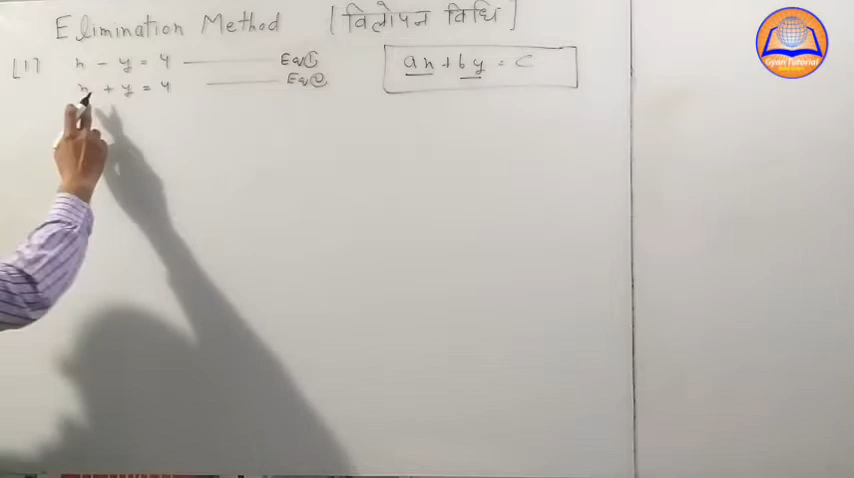 Elimination Method [विलोपन विधि]
[1] x - y = 4 Eq①
x + y = 4 Eq②
ax + by = c
Gyan Tutorial